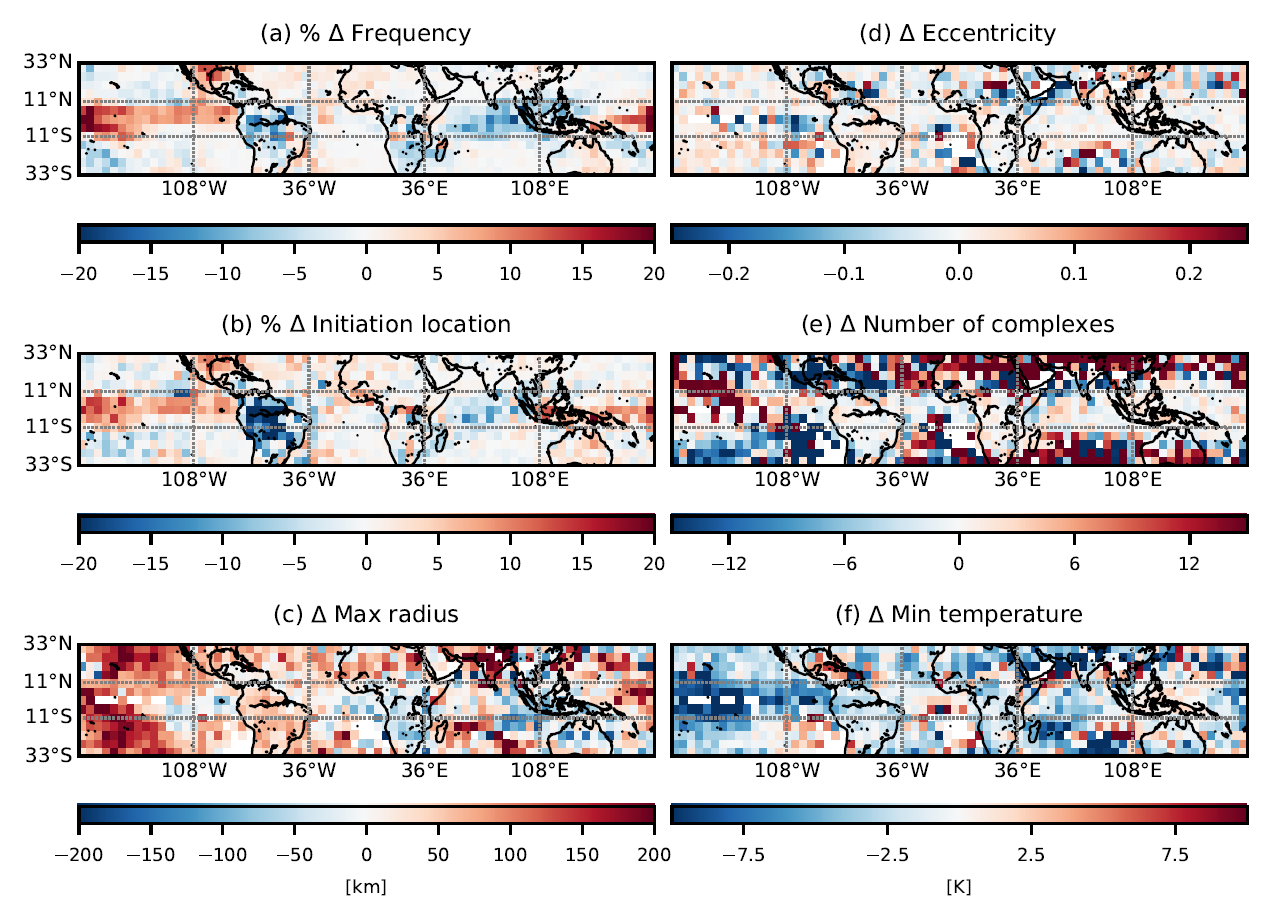 (a) % Δ Frequency
33°N
11°N
11°S
33°S
108°W 36°W 36°E 108°E
−20 −15 −10 −5 0 5 10 15 20
(b) % Δ Initiation location
33°N
11°N
11°S
33°S
108°W 36°W 36°E 108°E
−20 −15 −10 −5 0 5 10 15 20
(c) Δ Max radius
33°N
11°N
11°S
33°S
108°W 36°W 36°E 108°E
−200 −150 −100 −50 0 50 100 150 200
[km]
(d) Δ Eccentricity
108°W 36°W 36°E 108°E
−0.2 −0.1 0.0 0.1 0.2
(e) Δ Number of complexes
108°W 36°W 36°E 108°E
−12 −6 0 6 12
(f) Δ Min temperature
108°W 36°W 36°E 108°E
−7.5 −2.5 2.5 7.5
[K]